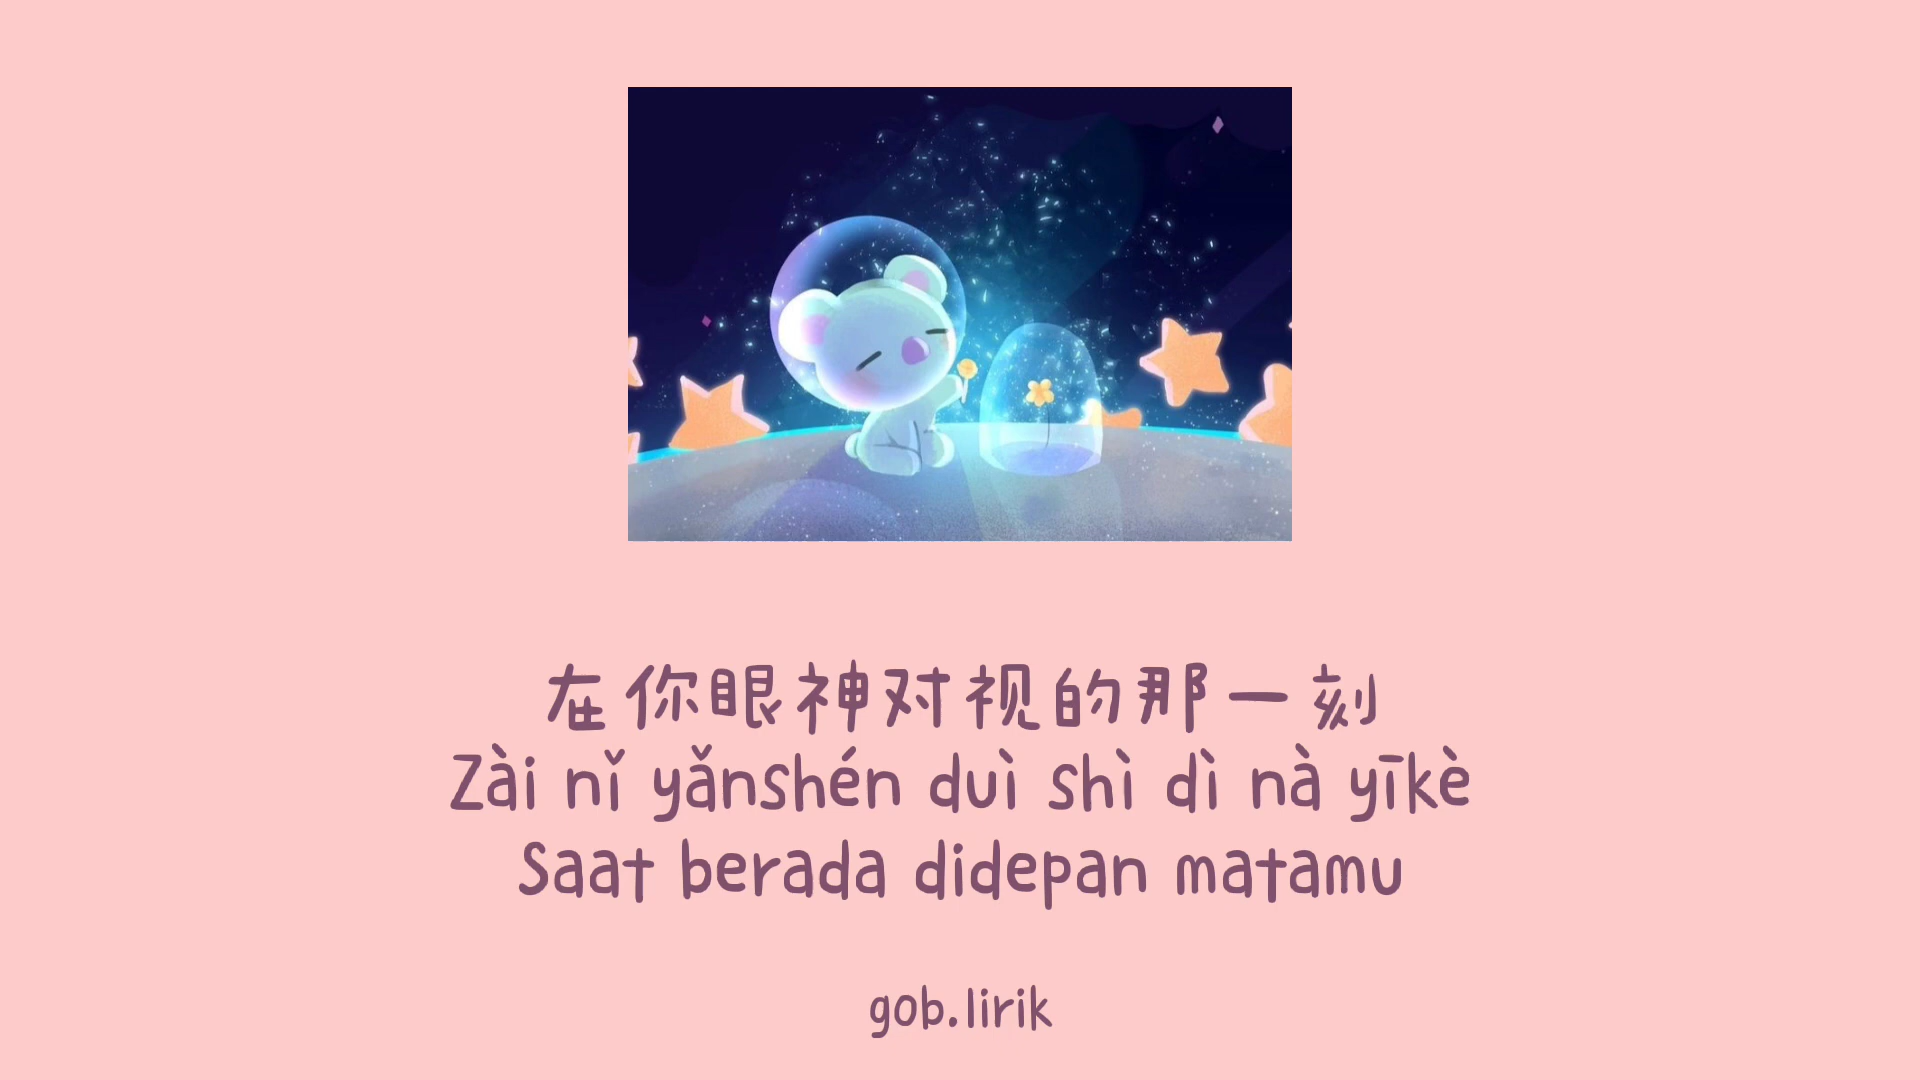 在你眼神对视的那一刻
Zài nǐ yǎnshén duì shì dì nà yīkè
Saat berada didepan matamu
gob.lirik